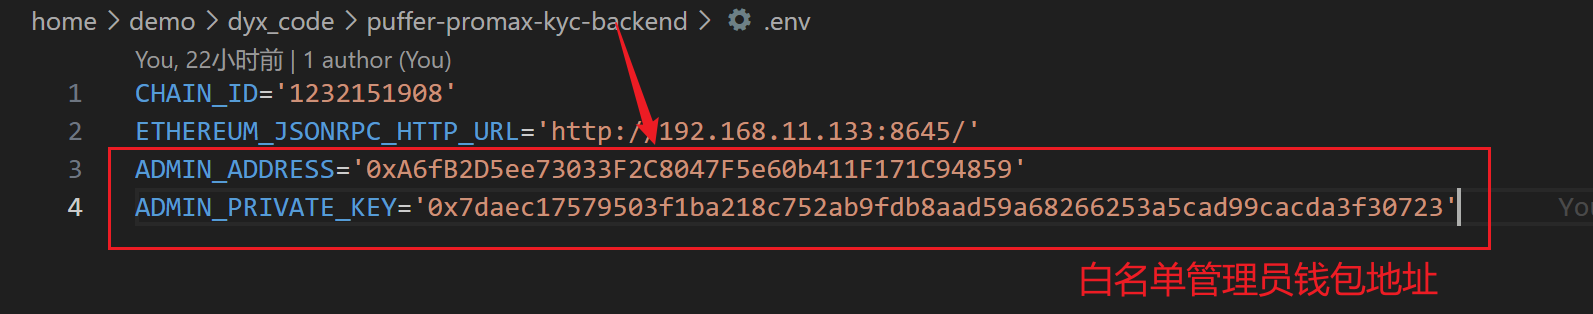 home > demo > dyx_code > puffer-promax-kyc-backend > .env
You, 22小时前 | 1 author (You)
1 CHAIN_ID='1232151908'
2 ETHEREUM_JSONRPC_HTTP_URL='http://192.168.11.133:8645/'
3 ADMIN_ADDRESS='0xA6fB2D5ee73033F2C8047F5e60b411F171C94859'
4 ADMIN_PRIVATE_KEY='0x7daec17579503f1ba218c752ab9fdb8aad59a68266253a5cad99cacda3f30723' You
白名单管理员钱包地址